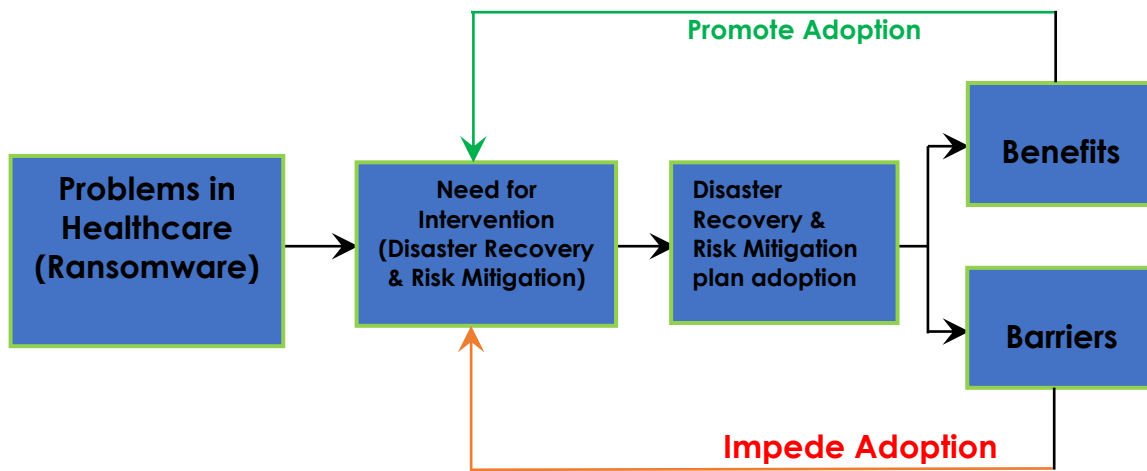 Promote Adoption
Problems in
Healthcare
(Ransomware)
Need for
Intervention
(Disaster Recovery
& Risk Mitigation)
Disaster
Recovery &
Risk Mitigation
plan adoption
Benefits
Barriers
Impede Adoption